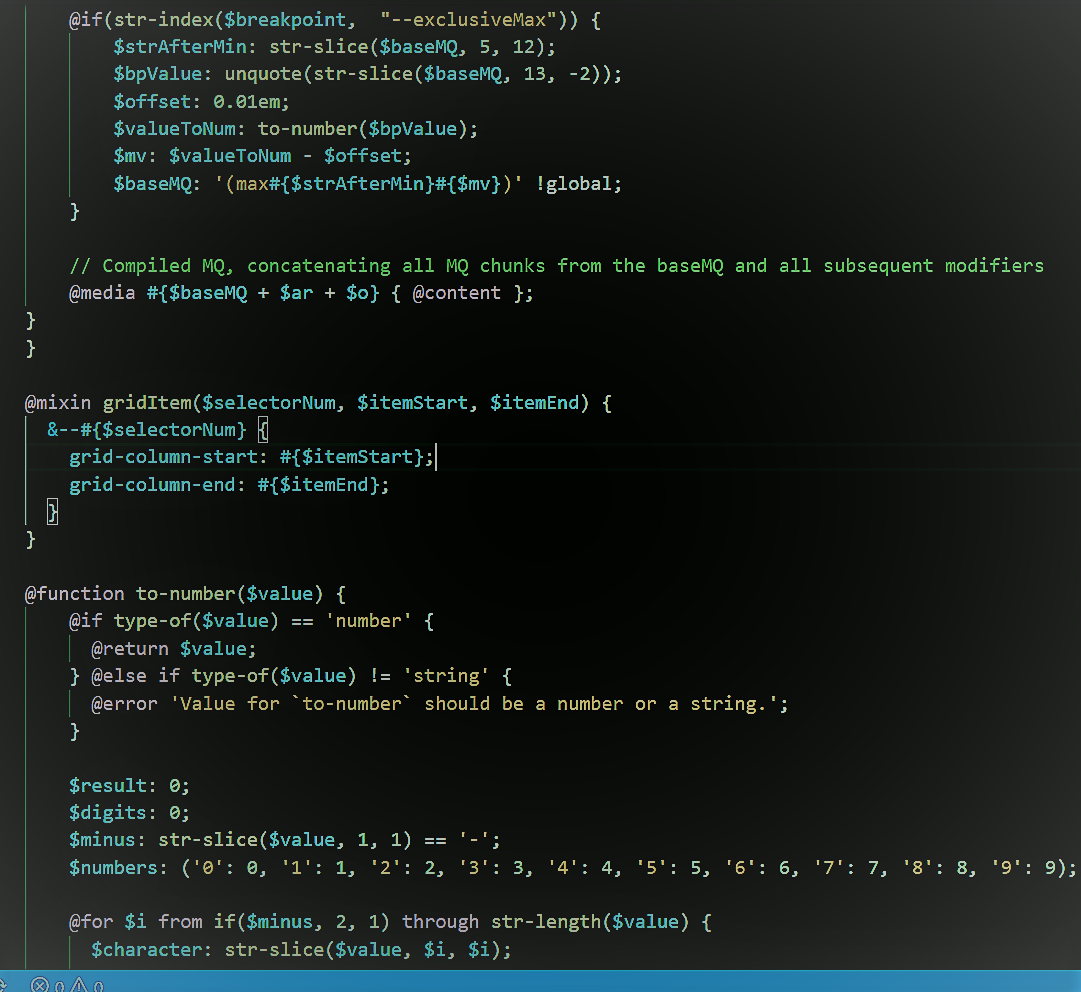 @if(str-index($breakpoint,  "--exclusiveMax")) {
$strAfterMin: str-slice($baseMQ, 5, 12);
$bpValue: unquote(str-slice($baseMQ, 13, -2));
$offset: 0.01em;
$valueToNum: to-number($bpValue);
$mv: $valueToNum - $offset;
$baseMQ: '(max#{$strAfterMin}#{$mv})' !global;
}
// Compiled MQ, concatenating all MQ chunks from the baseMQ and all subsequent modifiers
@media #{$baseMQ + $ar + $o} { @content };
}
}
@mixin gridItem($selectorNum, $itemStart, $itemEnd) {
&--#{$selectorNum} {
grid-column-start: #{$itemStart};
grid-column-end: #{$itemEnd};
}
}
@function to-number($value) {
@if type-of($value) == 'number' {
@return $value;
} @else if type-of($value) != 'string' {
@error 'Value for `to-number` should be a number or a string.';
}
$result: 0;
$digits: 0;
$minus: str-slice($value, 1, 1) == '-';
$numbers: ('0': 0, '1': 1, '2': 2, '3': 3, '4': 4, '5': 5, '6': 6, '7': 7, '8': 8, '9': 9);
@for $i from if($minus, 2, 1) through str-length($value) {
$character: str-slice($value, $i, $i);
0 0